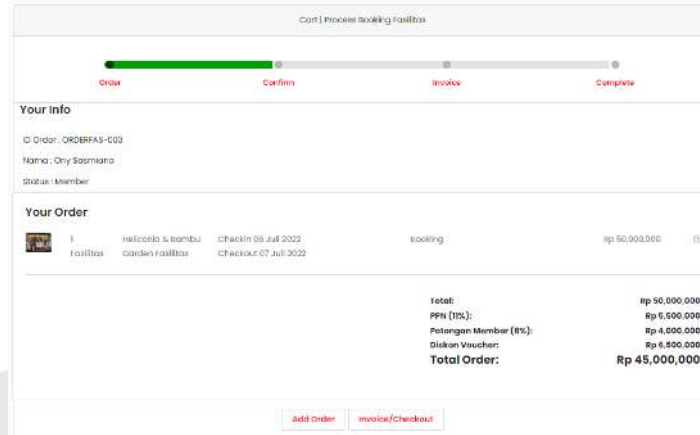 Cart | Process Booking Fasilitas
Order Confirm Invoice Complete
Your Info
ID Order : ORDERFAS-003
Nama : Ony Sasmiana
Status : Member
Your Order
1 Heliconia & Bambu Checkin 06 Juli 2022 Booking Rp 50,000,000
Fasilitas Garden Fasilitas Checkout 07 Juli 2022
Total: Rp 50,000,000
PPN (11%): Rp 5,500,000
Potongan Member (8%): Rp 4,000,000
Diskon Voucher: Rp 6,500,000
Total Order: Rp 45,000,000
Add Order Invoice/Checkout